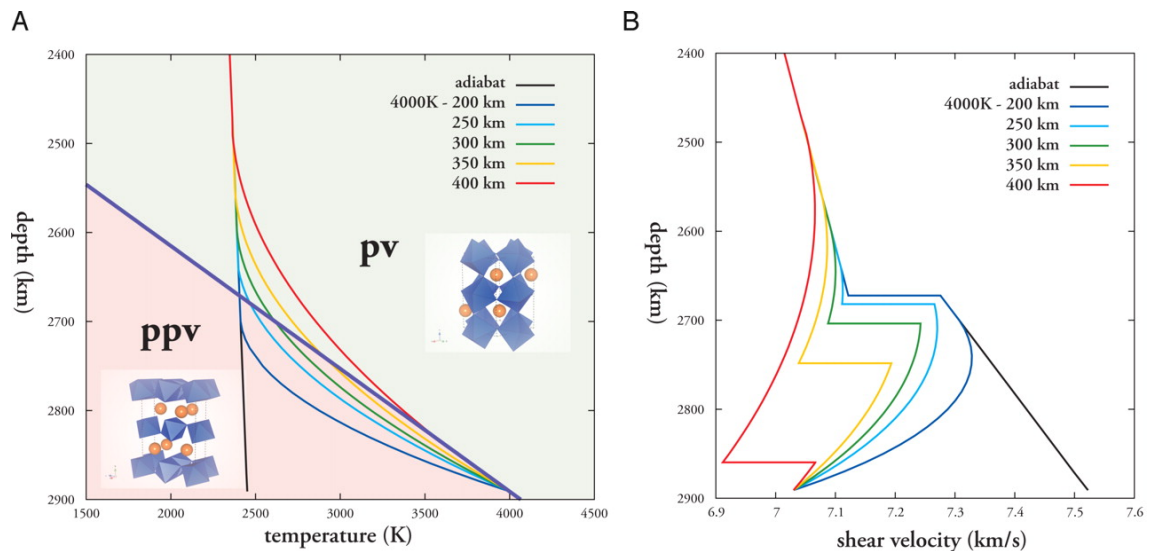 A
2400
2500
2600
2700
2800
2900
depth (km)
1500 2000 2500 3000 3500 4000 4500
temperature (K)
adiabat
4000K - 200 km
250 km
300 km
350 km
400 km
pv
ppv
B
2400
2500
2600
2700
2800
2900
depth (km)
6.9 7 7.1 7.2 7.3 7.4 7.5 7.6
shear velocity (km/s)
adiabat
4000K - 200 km
250 km
300 km
350 km
400 km